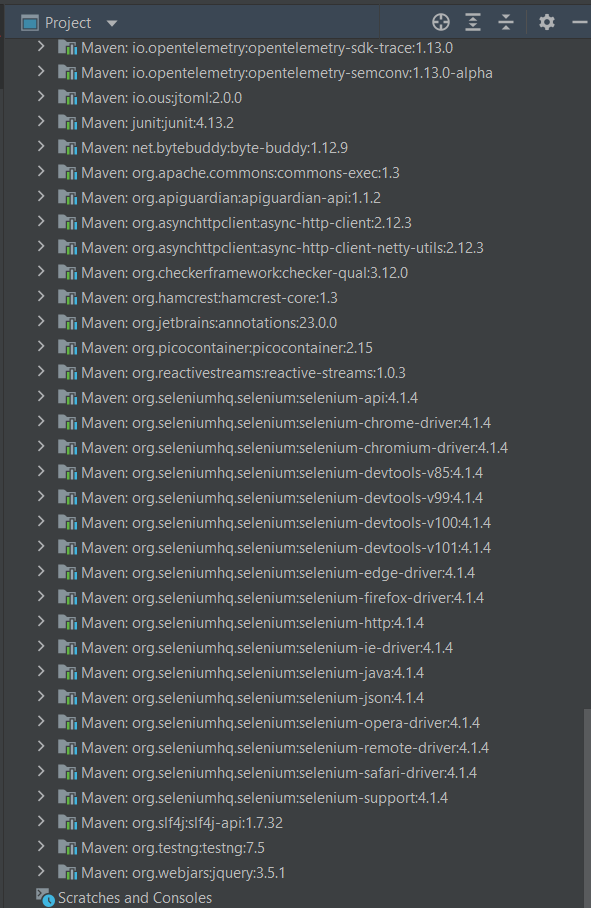 Project
Maven: io.opentelemetry:opentelemetry-sdk-trace:1.13.0
Maven: io.opentelemetry:opentelemetry-semconv:1.13.0-alpha
Maven: io.ous:jtoml:2.0.0
Maven: junit:junit:4.13.2
Maven: net.bytebuddy:byte-buddy:1.12.9
Maven: org.apache.commons:commons-exec:1.3
Maven: org.apiguardian:apiguardian-api:1.1.2
Maven: org.asynchttpclient:async-http-client:2.12.3
Maven: org.asynchttpclient:async-http-client-netty-utils:2.12.3
Maven: org.checkerframework:checker-qual:3.12.0
Maven: org.hamcrest:hamcrest-core:1.3
Maven: org.jetbrains:annotations:23.0.0
Maven: org.picocontainer:picocontainer:2.15
Maven: org.reactivestreams:reactive-streams:1.0.3
Maven: org.seleniumhq.selenium:selenium-api:4.1.4
Maven: org.seleniumhq.selenium:selenium-chrome-driver:4.1.4
Maven: org.seleniumhq.selenium:selenium-chromium-driver:4.1.4
Maven: org.seleniumhq.selenium:selenium-devtools-v85:4.1.4
Maven: org.seleniumhq.selenium:selenium-devtools-v99:4.1.4
Maven: org.seleniumhq.selenium:selenium-devtools-v100:4.1.4
Maven: org.seleniumhq.selenium:selenium-devtools-v101:4.1.4
Maven: org.seleniumhq.selenium:selenium-edge-driver:4.1.4
Maven: org.seleniumhq.selenium:selenium-firefox-driver:4.1.4
Maven: org.seleniumhq.selenium:selenium-http:4.1.4
Maven: org.seleniumhq.selenium:selenium-ie-driver:4.1.4
Maven: org.seleniumhq.selenium:selenium-java:4.1.4
Maven: org.seleniumhq.selenium:selenium-json:4.1.4
Maven: org.seleniumhq.selenium:selenium-opera-driver:4.1.4
Maven: org.seleniumhq.selenium:selenium-remote-driver:4.1.4
Maven: org.seleniumhq.selenium:selenium-safari-driver:4.1.4
Maven: org.seleniumhq.selenium:selenium-support:4.1.4
Maven: org.slf4j:slf4j-api:1.7.32
Maven: org.testng:testng:7.5
Maven: org.webjars:jquery:3.5.1
Scratches and Consoles